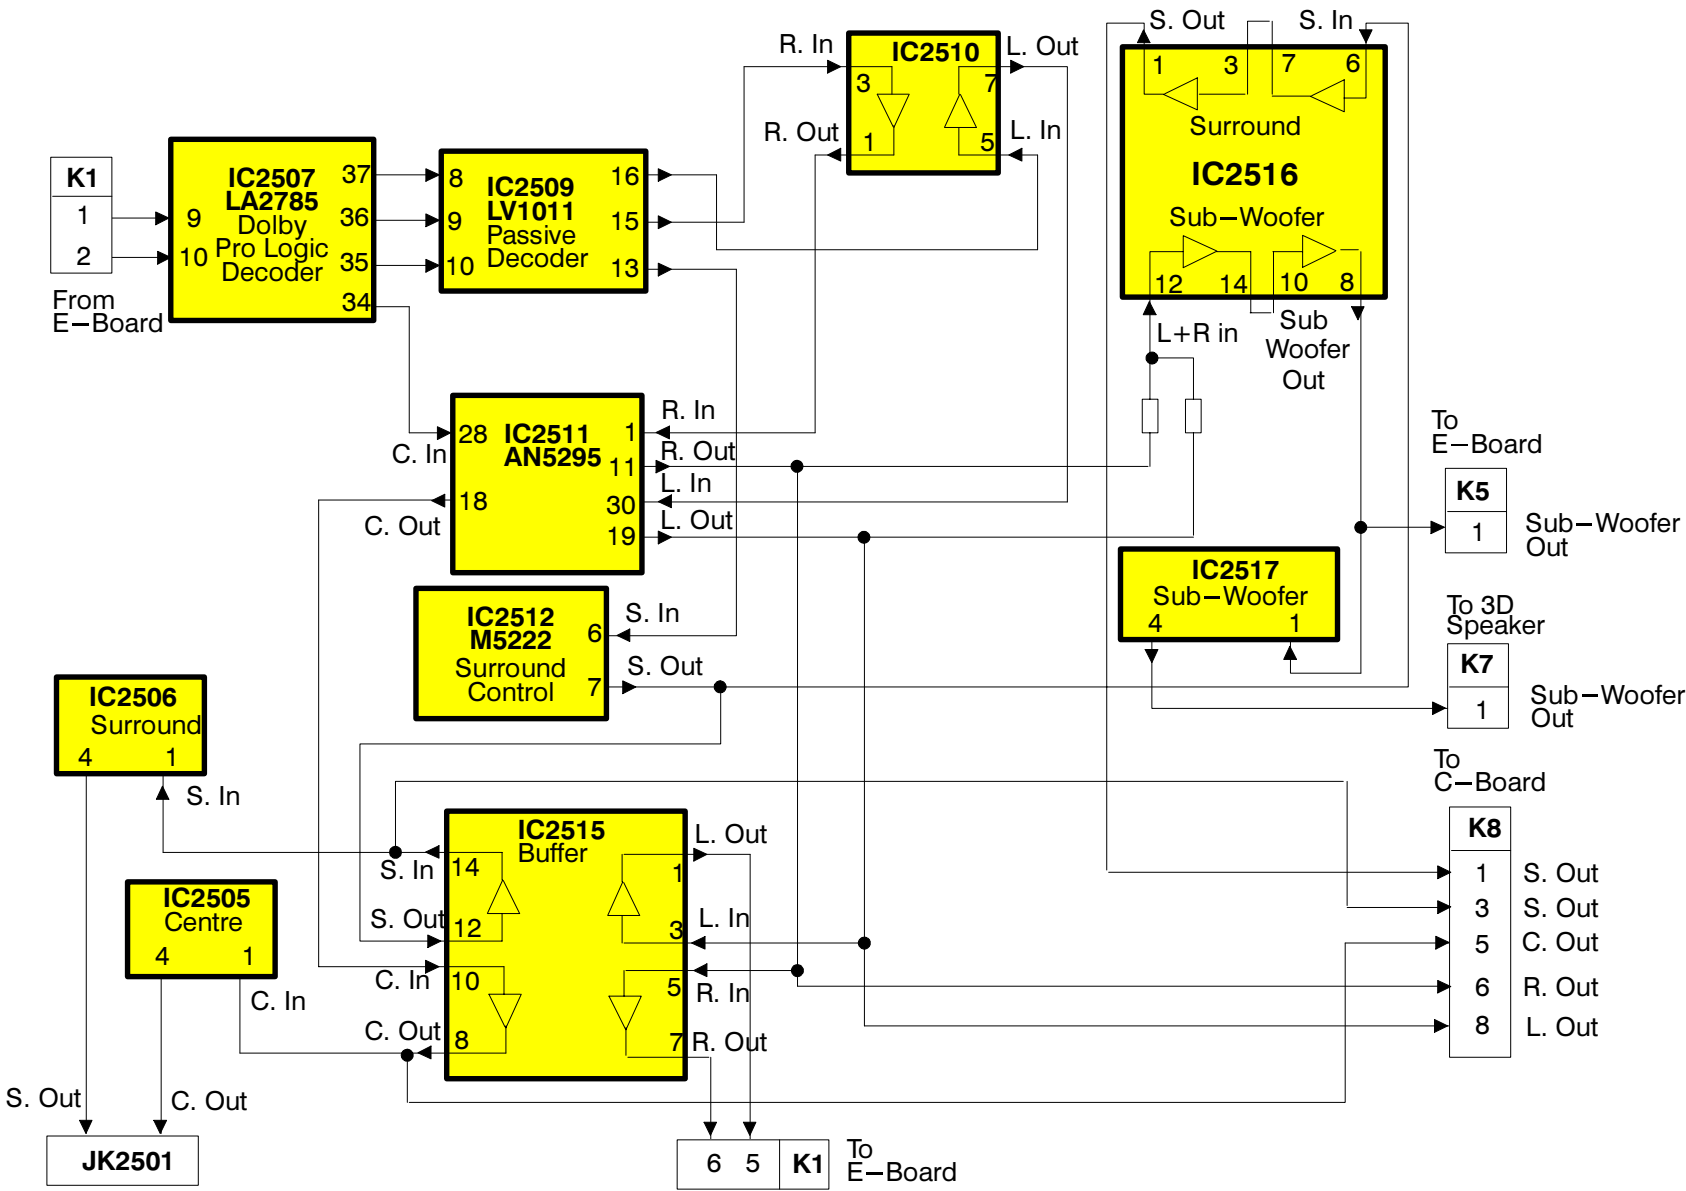 K1
1
2
From
E–Board
IC2507
LA2785
Dolby
Pro Logic
Decoder
9
10
37
36
35
34
IC2509
LV1011
Passive
Decoder
8
9
10
16
15
13
R. In
R. Out
IC2510
3
1
7
5
L. Out
L. In
S. Out
S. In
1
3
7
6
Surround
IC2516
Sub–Woofer
12
14
10
8
L+R in
Sub
Woofer
Out
IC2511
AN5295
28
18
1
11
30
19
C. In
C. Out
R. In
R. Out
L. In
L. Out
To
E–Board
K5
1
Sub–Woofer
Out
IC2517
Sub–Woofer
4
1
To 3D
Speaker
K7
1
Sub–Woofer
Out
IC2512
M5222
Surround
Control
6
7
S. In
S. Out
IC2506
Surround
4
1
S. In
IC2505
Centre
4
1
C. In
IC2515
Buffer
14
12
10
8
1
3
5
7
S. In
S. Out
C. In
C. Out
L. Out
L. In
R. In
R. Out
To
C–Board
K8
1 S. Out
3 S. Out
5 C. Out
6 R. Out
8 L. Out
S. Out
C. Out
JK2501
6 5 K1
To
E–Board